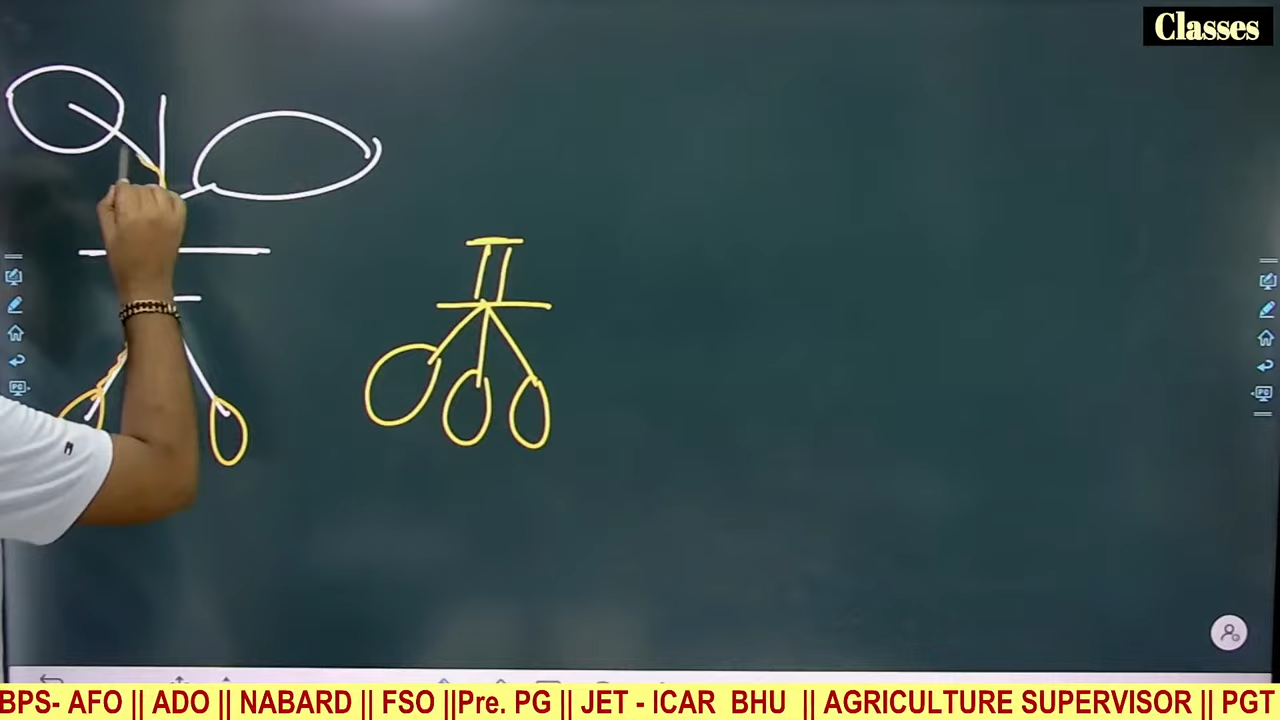 Classes
BPS- AFO || ADO || NABARD || FSO ||Pre. PG || JET - ICAR BHU || AGRICULTURE SUPERVISOR || PGT